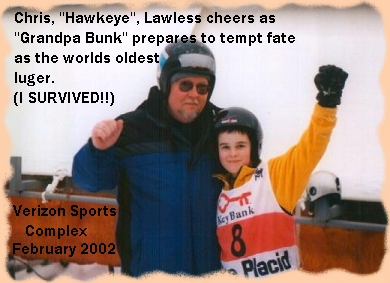 Chris, "Hawkeye", Lawless cheers as
"Grandpa Bunk" prepares to tempt fate
as the worlds oldest
luger.
(I SURVIVED!!)
KeyBank
8
Placid
Verizon Sports
Complex
February 2002